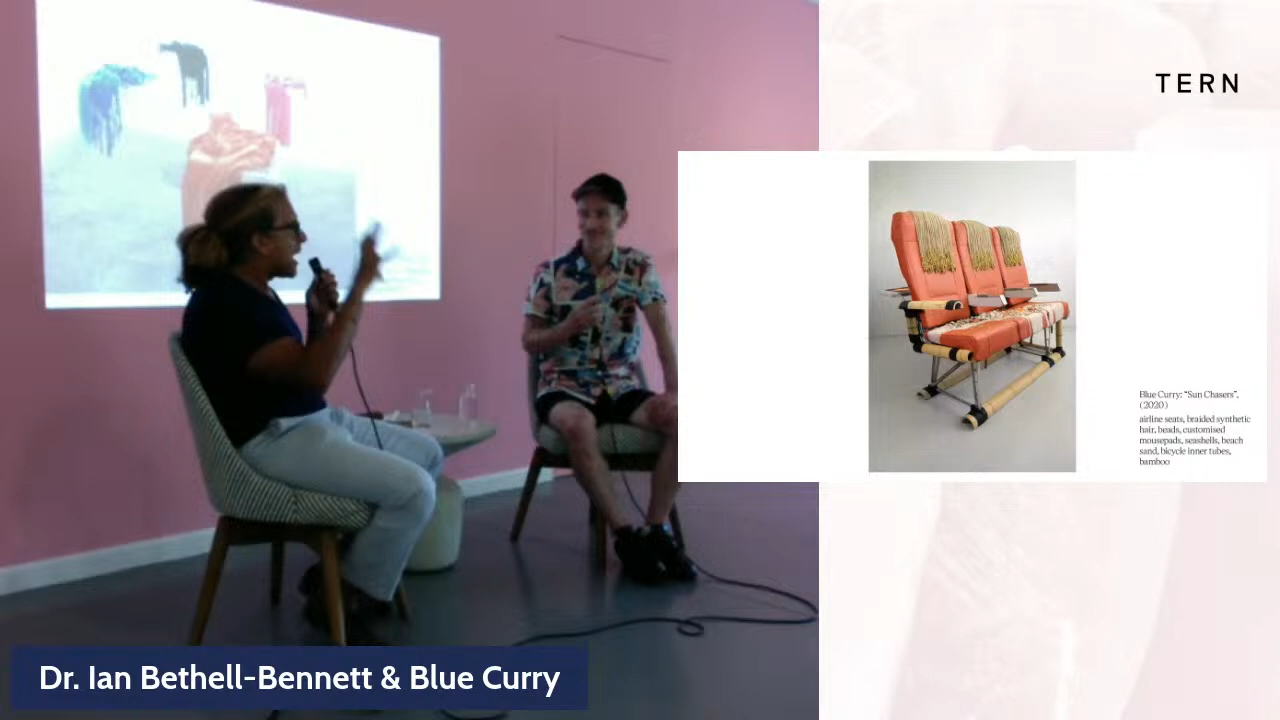 TERN
Blue Curry: "Sun Chasers",
(2020)
airline seats, braided synthetic
hair, beads, customised
mousepads, seashells, beach
sand, bicycle inner tubes,
bamboo
Dr. Ian Bethell-Bennett & Blue Curry